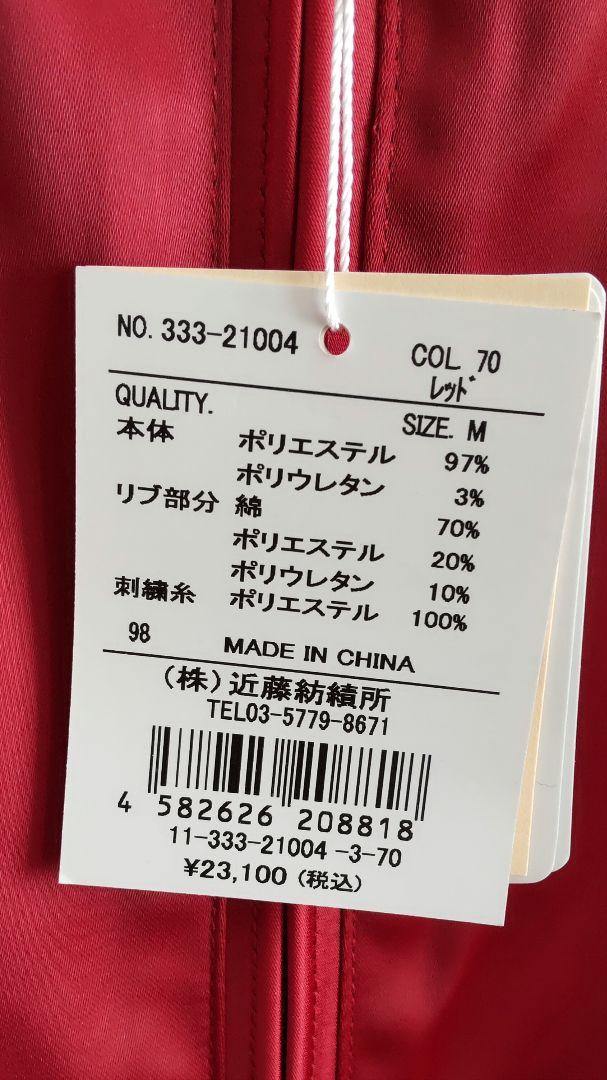 NO. 333-21004
COL 70
ﾚｯﾄﾞ
QUALITY.
SIZE. M
本体 ポリエステル 97%
ポリウレタン 3%
リブ部分 綿 70%
ポリエステル 20%
ポリウレタン 10%
刺繍糸 ポリエステル 100%
98 MADE IN CHINA
(株)近藤紡績所
TEL03-5779-8671
4 582626 208818
11-333-21004 -3-70
¥23,100 (税込)